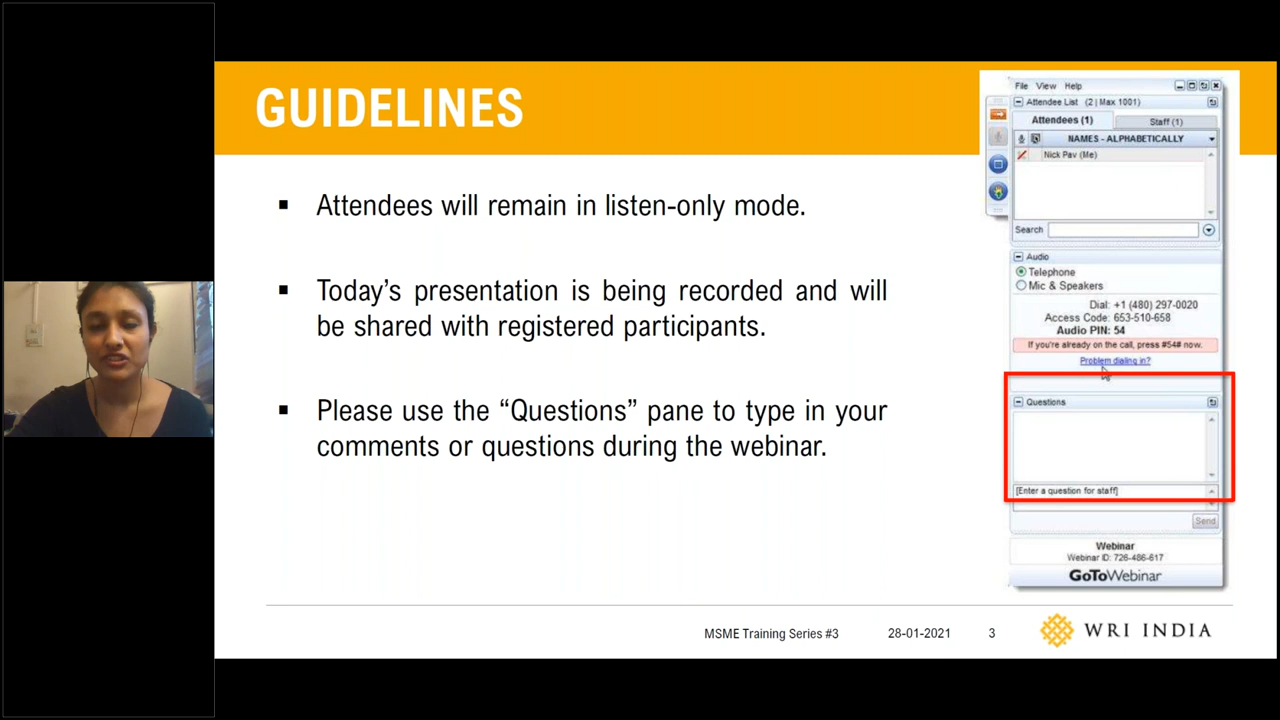 GUIDELINES
▪ Attendees will remain in listen-only mode.
▪ Today's presentation is being recorded and will
be shared with registered participants.
▪ Please use the “Questions” pane to type in your
comments or questions during the webinar.
File View Help
Attendee List (2 | Max 1001)
Attendees (1) Staff (1)
NAMES - ALPHABETICALLY
Nick Pav (Me)
Search
Audio
Telephone
Mic & Speakers
Dial: +1 (480) 297-0020
Access Code: 653-510-658
Audio PIN: 54
If you're already on the call, press #54# now.
Problem dialing in?
Questions
[Enter a question for staff]
Send
Webinar
Webinar ID: 726-486-617
GoToWebinar
MSME Training Series #3 28-01-2021 3 WRI INDIA